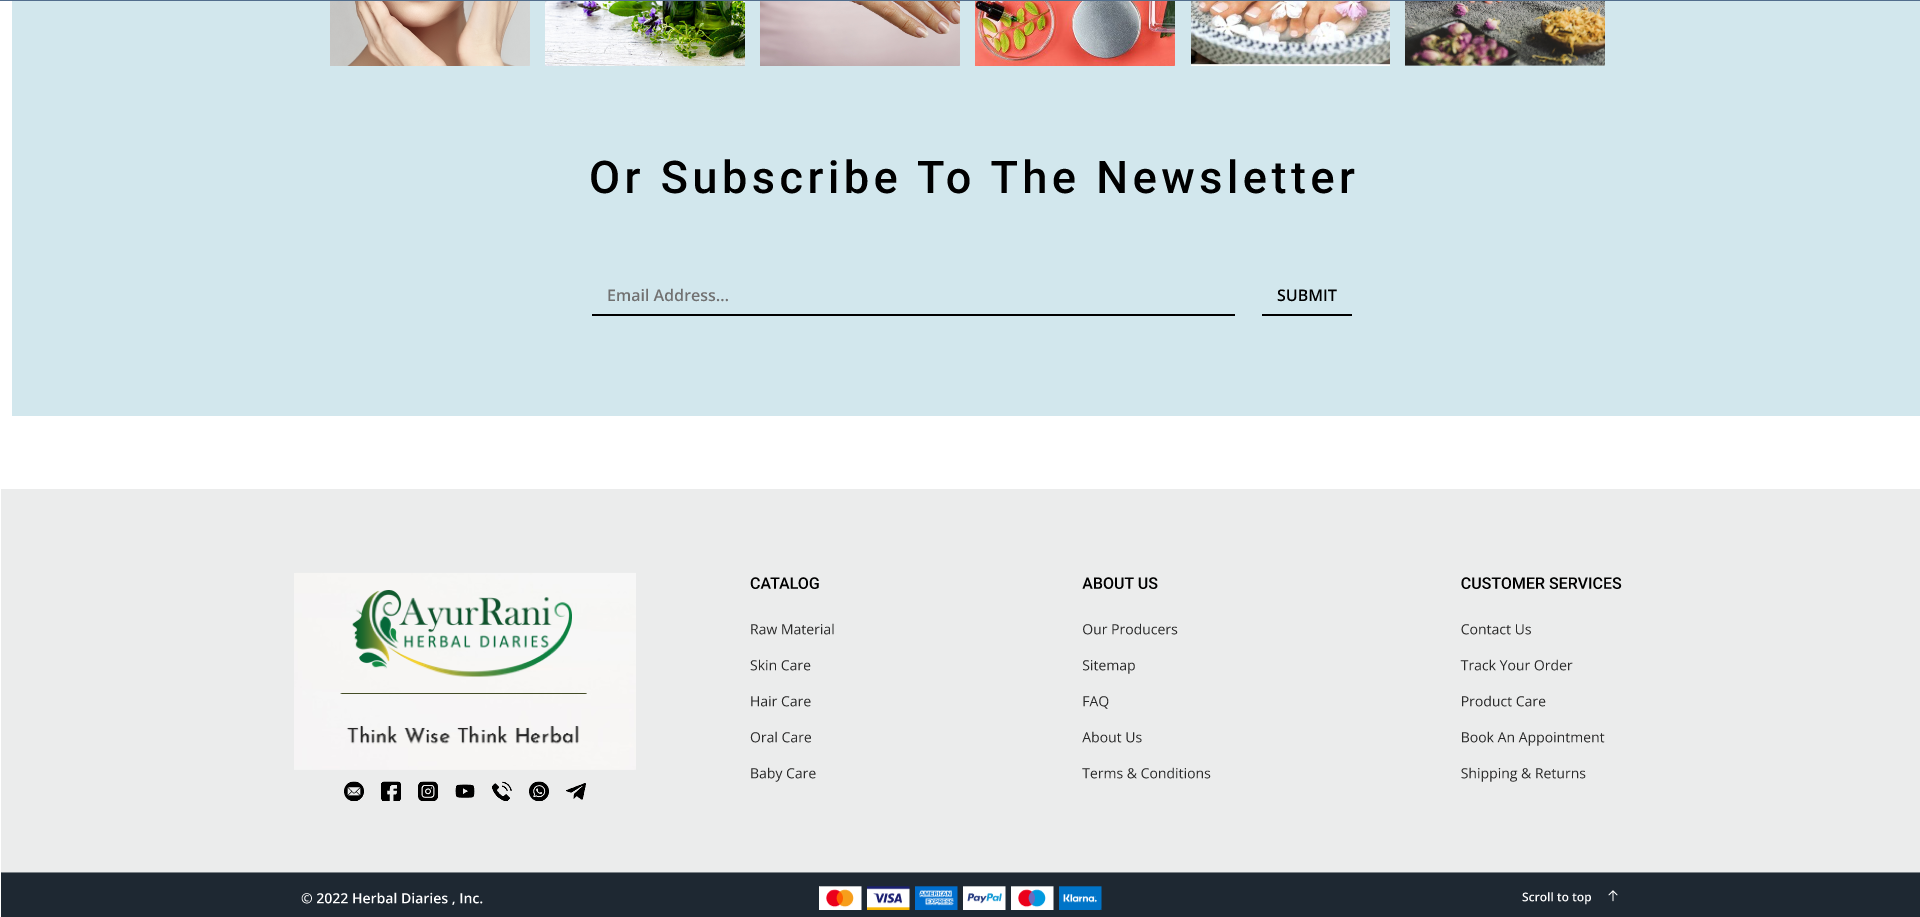 Or Subscribe To The Newsletter
Email Address...
SUBMIT
AyurRani
HERBAL DIARIES
Think Wise Think Herbal
CATALOG
Raw Material
Skin Care
Hair Care
Oral Care
Baby Care
ABOUT US
Our Producers
Sitemap
FAQ
About Us
Terms & Conditions
CUSTOMER SERVICES
Contact Us
Track Your Order
Product Care
Book An Appointment
Shipping & Returns
© 2022 Herbal Diaries , Inc.
VISA
AMERICAN
EXPRESS
PayPal
Klarna.
Scroll to top